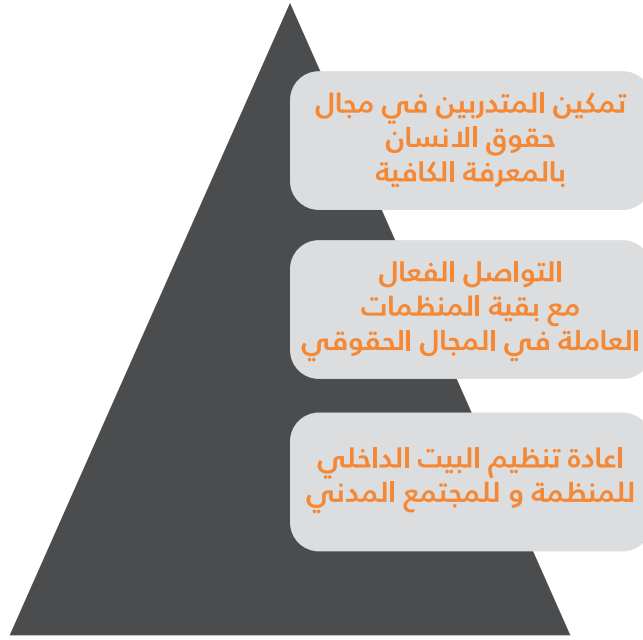 تمكين المتدربين في مجال
حقوق الانسان
بالمعرفة الكافية
التواصل الفعال
مع بقية المنظمات
العاملة في المجال الحقوقي
اعادة تنظيم البيت الداخلي
للمنظمة و للمجتمع المدني